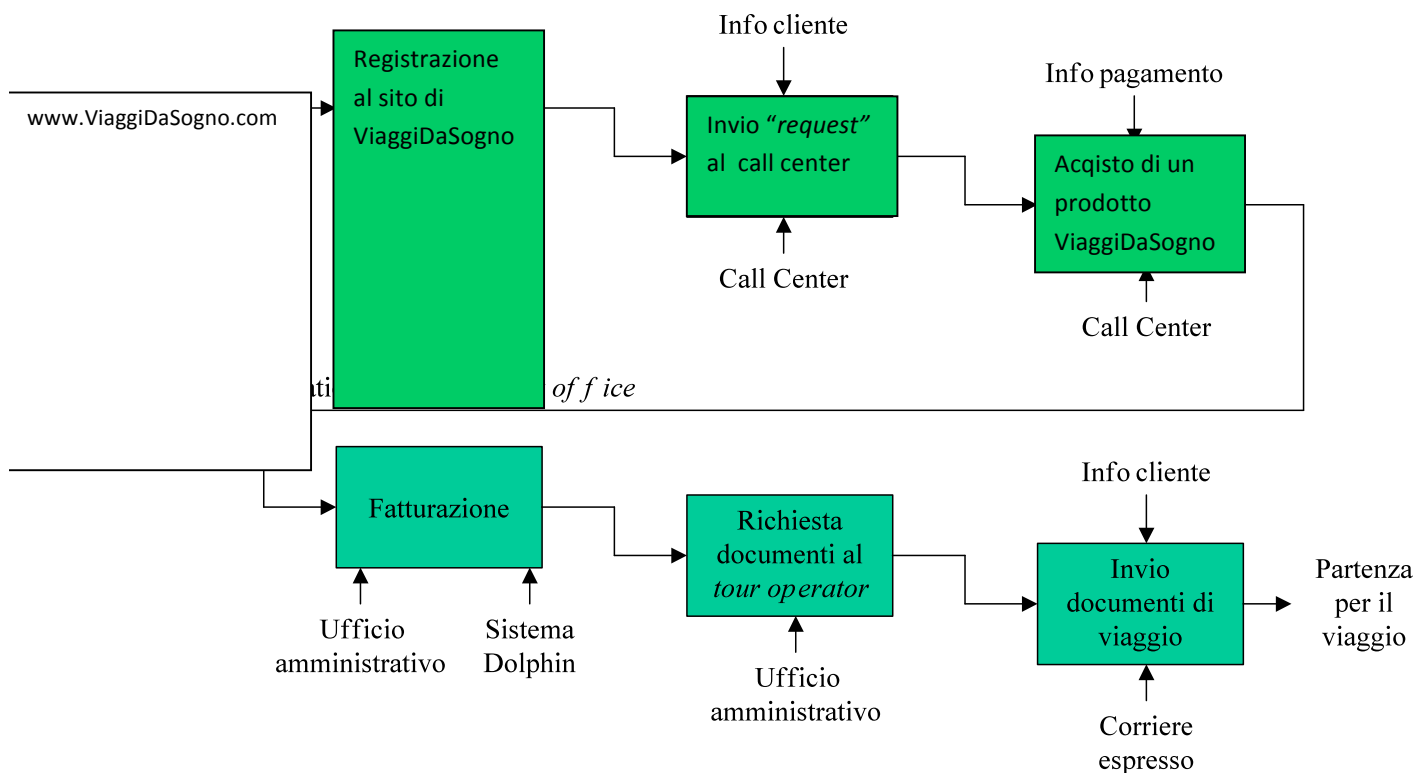 Info cliente
Info pagamento
www.ViaggiDaSogno.com
Registrazione
al sito di
ViaggiDaSogno
Invio “request”
al call center
Call Center
Acqisto di un
prodotto
ViaggiDaSogno
Call Center
office
Fatturazione
Ufficio
amministrativo
Sistema
Dolphin
Richiesta
documenti al
tour operator
Ufficio
amministrativo
Info cliente
Invio
documenti di
viaggio
Corriere
espresso
Partenza
per il
viaggio